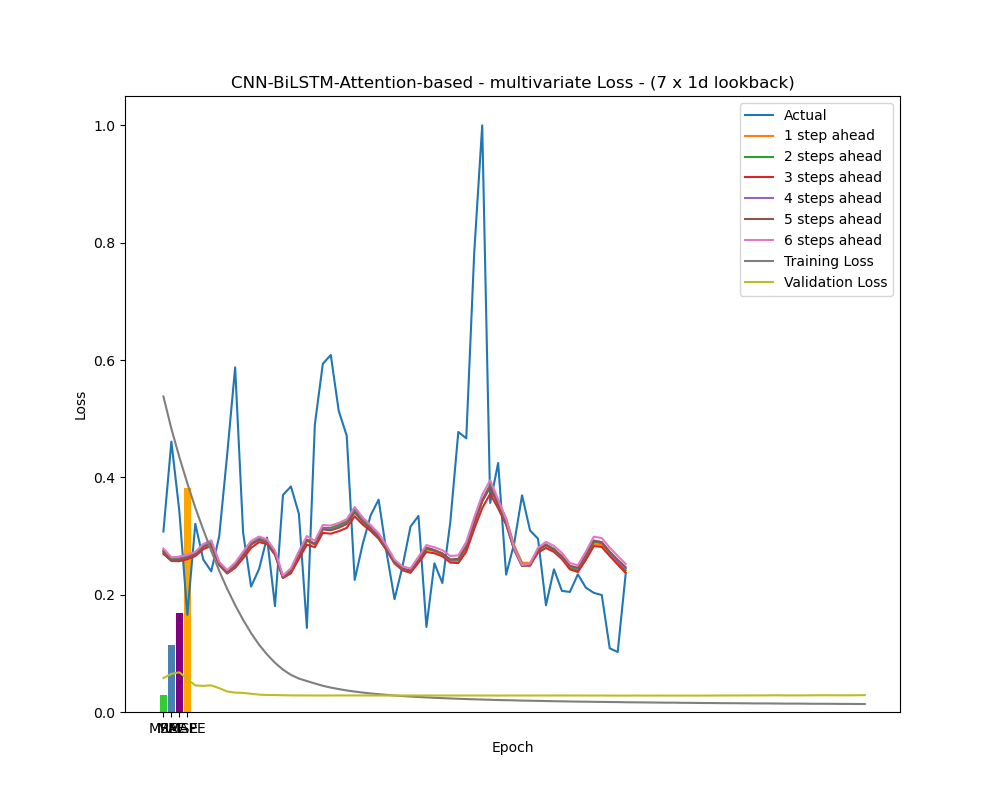 CNN-BiLSTM-Attention-based - multivariate Loss - (7 x 1d lookback)
Actual
1 step ahead
2 steps ahead
3 steps ahead
4 steps ahead
5 steps ahead
6 steps ahead
Training Loss
Validation Loss
1.0
0.8
0.6
0.4
0.2
0.0
Loss
Epoch